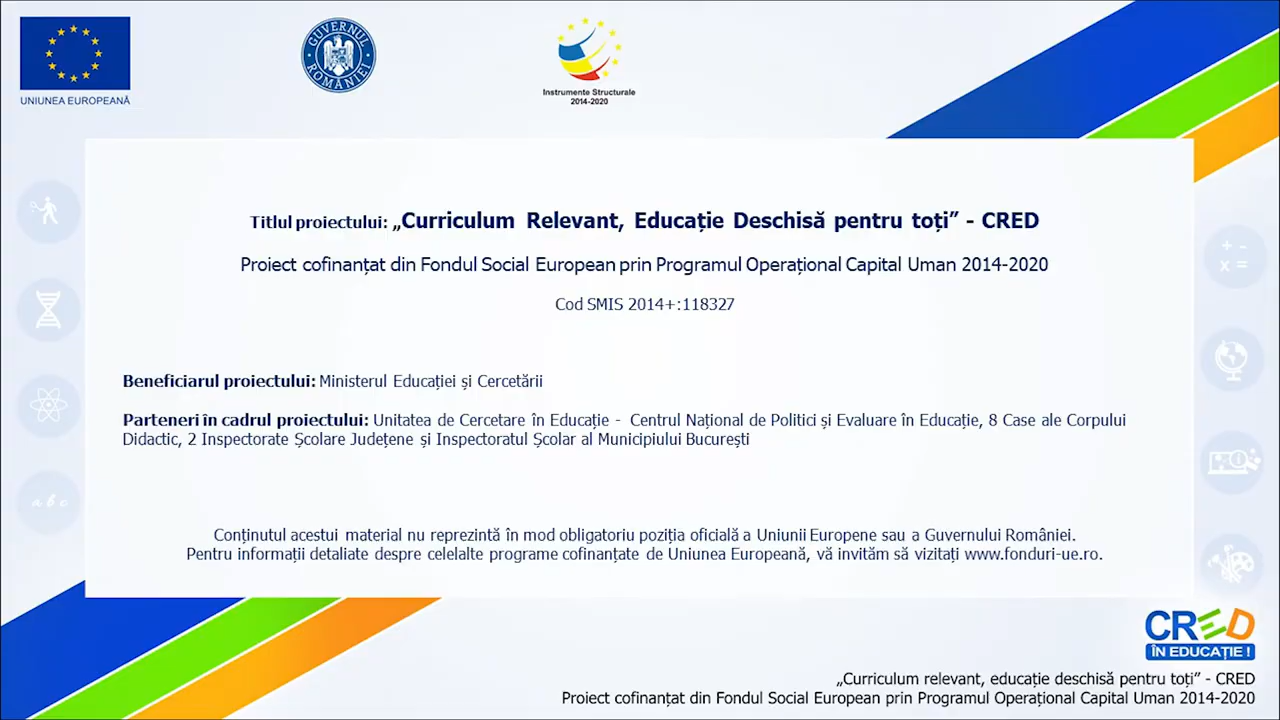 UNIUNEA EUROPEANĂ
GUVERNUL
ROMÂNIEI
Instrumente Structurale
2014-2020
Titlul proiectului: „Curriculum Relevant, Educație Deschisă pentru toți” - CRED
Proiect cofinanțat din Fondul Social European prin Programul Operațional Capital Uman 2014-2020
Cod SMIS 2014+:118327
Beneficiarul proiectului: Ministerul Educației și Cercetării
Parteneri în cadrul proiectului: Unitatea de Cercetare în Educație - Centrul Național de Politici și Evaluare în Educație, 8 Case ale Corpului
Didactic, 2 Inspectorate Școlare Județene și Inspectoratul Școlar al Municipiului București
Conținutul acestui material nu reprezintă în mod obligatoriu poziția oficială a Uniunii Europene sau a Guvernului României.
Pentru informații detaliate despre celelalte programe cofinanțate de Uniunea Europeană, vă invităm să vizitați www.fonduri-ue.ro.
+ -
x =
a b c
CRED
ÎN EDUCAȚIE !
„Curriculum relevant, educație deschisă pentru toți” - CRED
Proiect cofinanțat din Fondul Social European prin Programul Operațional Capital Uman 2014-2020